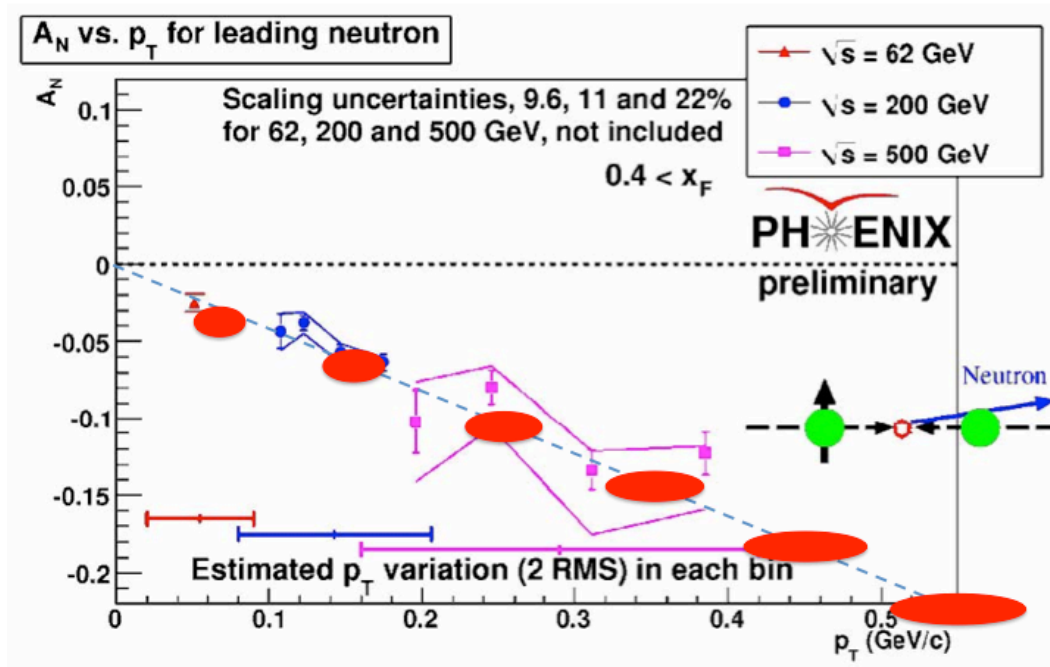 A_N vs. p_T for leading neutron
√s = 62 GeV
√s = 200 GeV
√s = 500 GeV
A_N
Scaling uncertainties, 9.6, 11 and 22%
for 62, 200 and 500 GeV, not included
0.4 < x_F
PHENIX
preliminary
0.1
0.05
0
-0.05
-0.1
-0.15
-0.2
Neutron
Estimated p_T variation (2 RMS) in each bin
0 0.1 0.2 0.3 0.4 0.5
p_T (GeV/c)